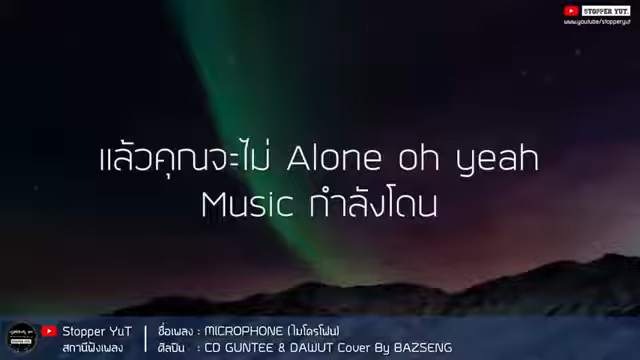 STOPPER YUT.
www.youtube/stopperyut
แล้วคุณจะไม่ Alone oh yeah
Music กำลังโดน
Stopper YuT
สถานีฟังเพลง
ชื่อเพลง : MICROPHONE (ไมโครโฟน)
ศิลปิน : CD GUNTEE & DAWUT Cover By BAZSENG